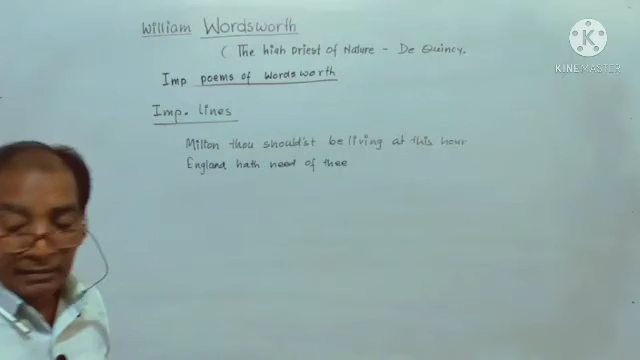 William Wordsworth
( The high Priest of Nature - De Quincy.
Imp poems of Wordsworth
Imp. lines
Milton thou should'st be living at this hour
England hath need of thee
KINEMASTER